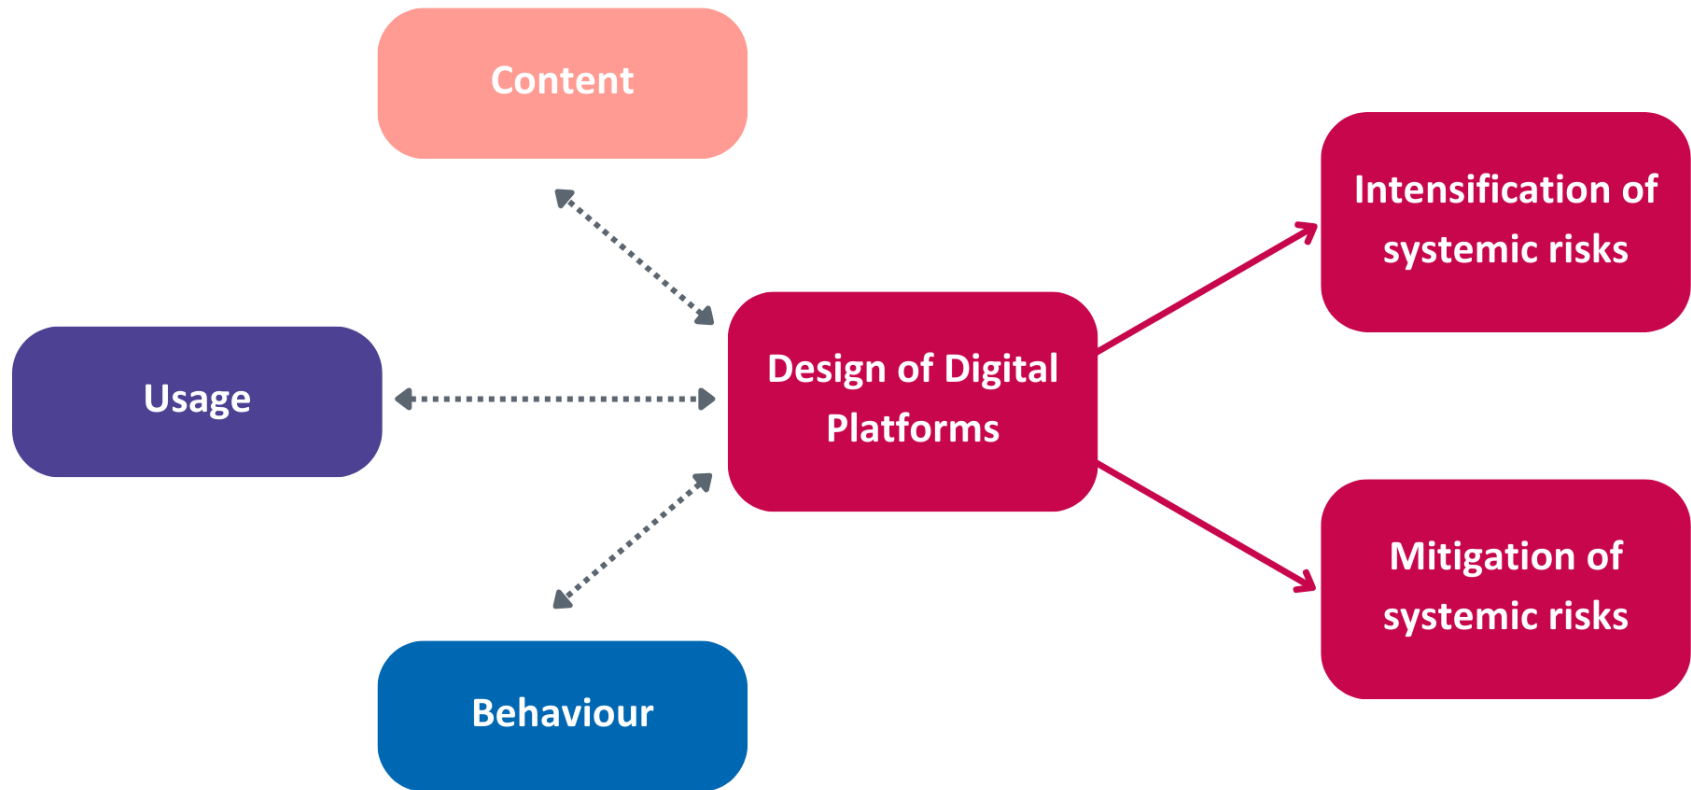 Content
Usage
Behaviour
Design of Digital
Platforms
Intensification of
systemic risks
Mitigation of
systemic risks